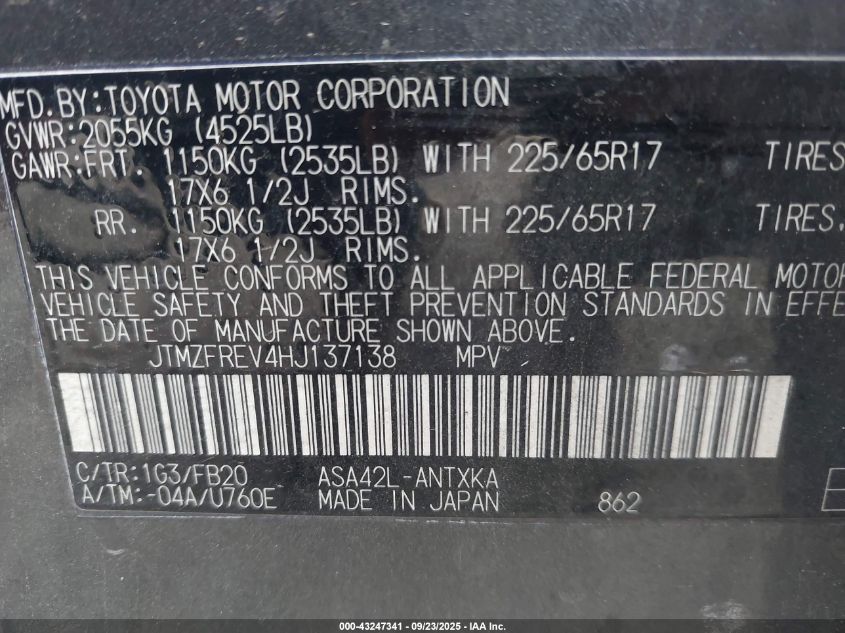 MFD.BY:TOYOTA MOTOR CORPORATION
GVWR:2055KG (4525LB)
GAWR:FRT. 1150KG (2535LB) WITH 225/65R17 TIRES
17X6 1/2J RIMS.
RR. 1150KG (2535LB) WITH 225/65R17 TIRES,
17X6 1/2J RIMS.
THIS VEHICLE CONFORMS TO ALL APPLICABLE FEDERAL MOTOR
VEHICLE SAFETY AND THEFT PREVENTION STANDARDS IN EFFE
THE DATE OF MANUFACTURE SHOWN ABOVE.
JTMZFREV4HJ137138 MPV
C/TR:1G3/FB20 ASA42L-ANTXKA
A/TM:-04A/U760E MADE IN JAPAN 862
000-43247341 | 09/23/2025 | IAA Inc.